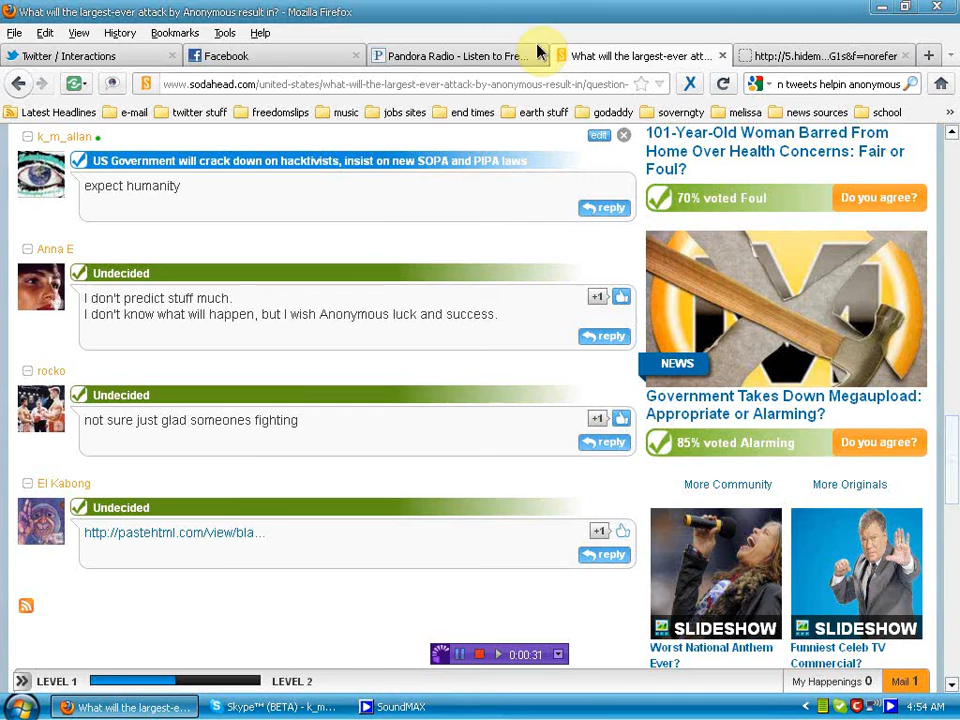 What will the largest-ever attack by Anonymous result in? - Mozilla Firefox
File Edit View History Bookmarks Tools Help
Twitter / Interactions
Facebook
Pandora Radio - Listen to Fre...
What will the largest-ever att...
http://5.hidem...G1s&f=norefer
www.sodahead.com/united-states/what-will-the-largest-ever-attack-by-anonymous-result-in/question-
n tweets helpin anonymous
Latest Headlines e-mail twitter stuff freedomslips music jobs sites end times earth stuff godaddy soverngty melissa news sources school
k_m_allan
edit
US Government will crack down on hacktivists, insist on new SOPA and PIPA laws
expect humanity
reply
Anna E
Undecided
I don't predict stuff much.
I don't know what will happen, but I wish Anonymous luck and success.
+1
reply
rocko
Undecided
not sure just glad someones fighting
+1
reply
El Kabong
Undecided
http://pastehtml.com/view/bla...
+1
reply
101-Year-Old Woman Barred From
Home Over Health Concerns: Fair or
Foul?
70% voted Foul
Do you agree?
NEWS
Government Takes Down Megaupload:
Appropriate or Alarming?
85% voted Alarming
Do you agree?
More Community
More Originals
SLIDESHOW
SLIDESHOW
Worst National Anthem
Ever?
Funniest Celeb TV
Commercial?
0:00:31
LEVEL 1
LEVEL 2
My Happenings 0
Mail 1
What will the largest-e...
Skype™ (BETA) - k_m...
SoundMAX
4:54 AM